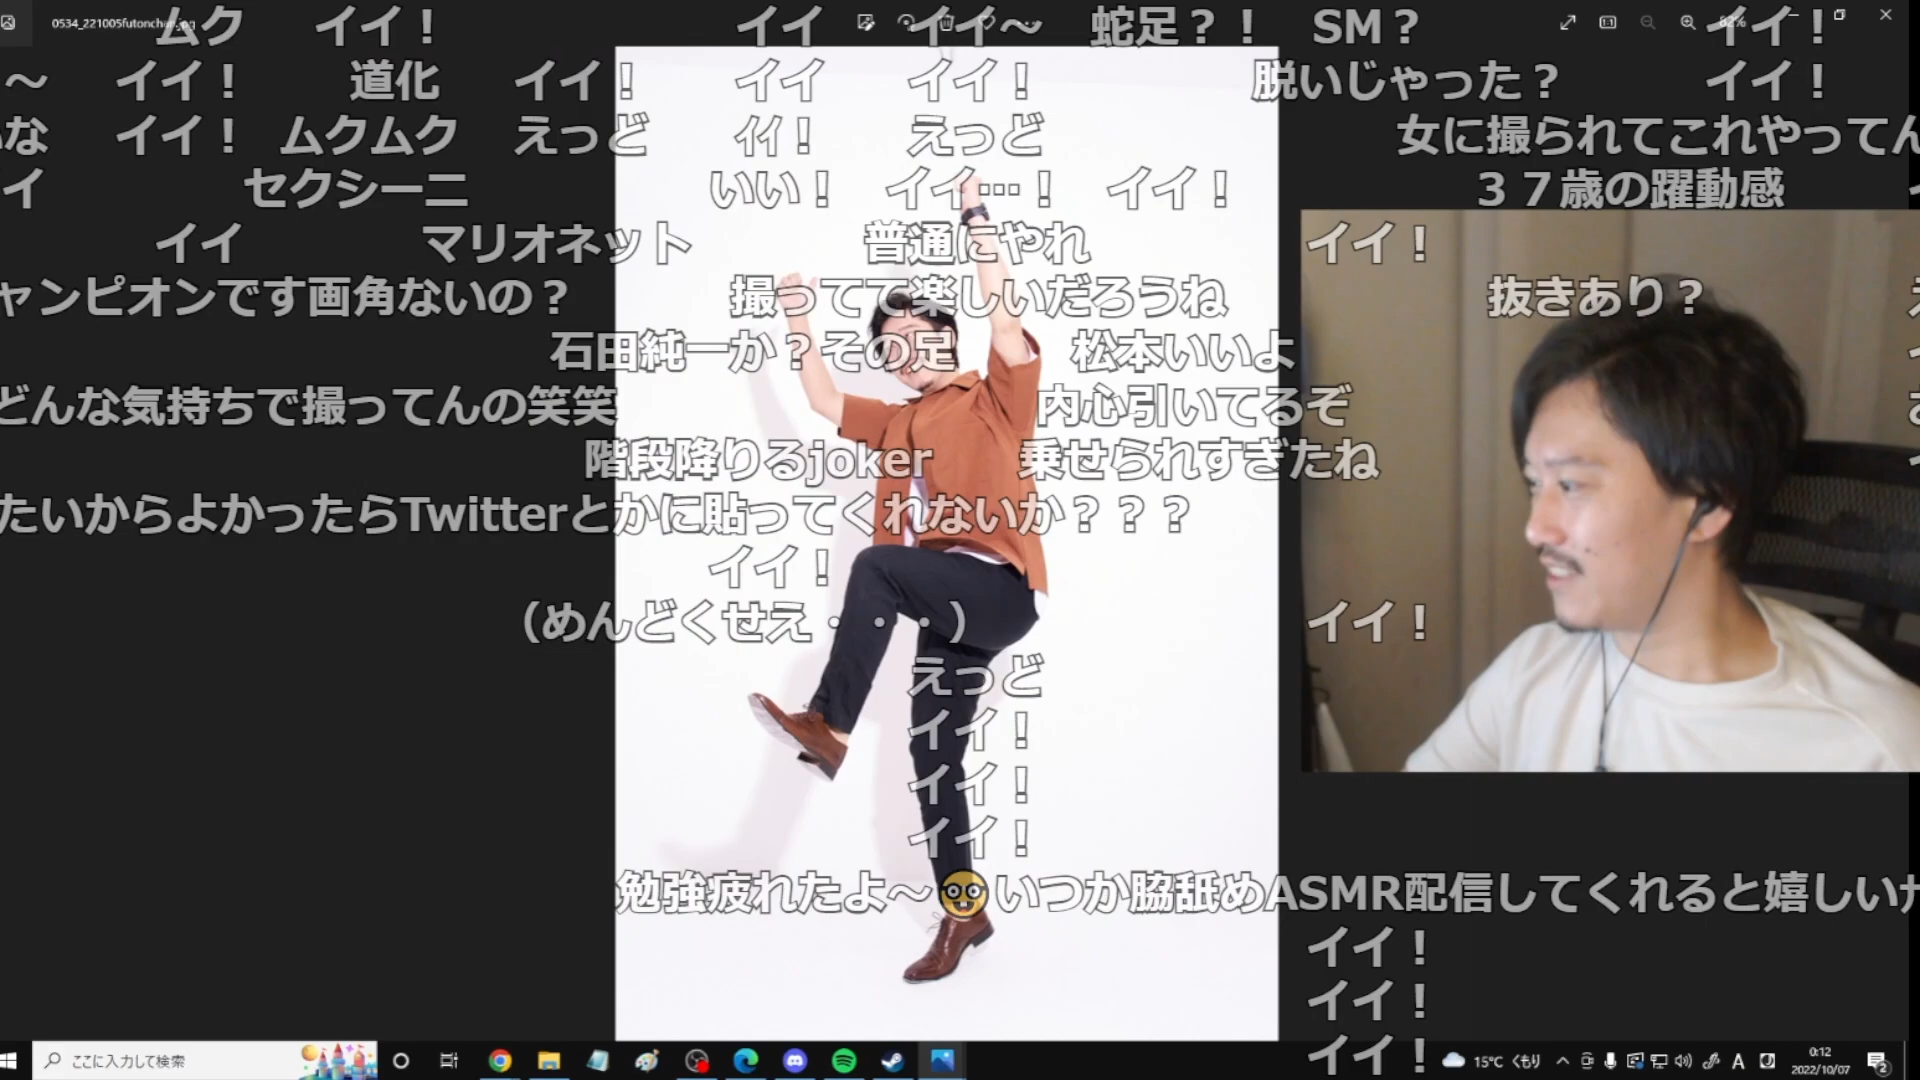 0534_221005futonchan.jpg
82%
ムク イイ！ イイ イイ～ 蛇足？！ SM？ イイ！
～ イイ！ 道化 イイ！ イイ イイ！ 脱いじゃった？ イイ！
な イイ！ ムクムク えっど イイ！ えっど 女に撮られてこれやってん
イ セクシーニ いい！ イイ…！ イイ！ ３７歳の躍動感
イイ マリオネット 普通にやれ イイ！
ャンピオンです画角ないの？ 撮ってて楽しいだろうね 抜きあり？
石田純一か？その足 松本いいよ
どんな気持ちで撮ってんの笑笑 内心引いてるぞ
階段降りるjoker 乗せられすぎたね
たいからよかったらTwitterとかに貼ってくれないか？？？
イイ！
（めんどくせえ・・・） イイ！
えっど
イイ！
イイ！
イイ！
勉強疲れたよ～🤓いつか脇舐めASMR配信してくれると嬉しいナ
イイ！
イイ！
イイ！
ここに入力して検索
15℃ くもり
A
0:12
2022/10/07
2